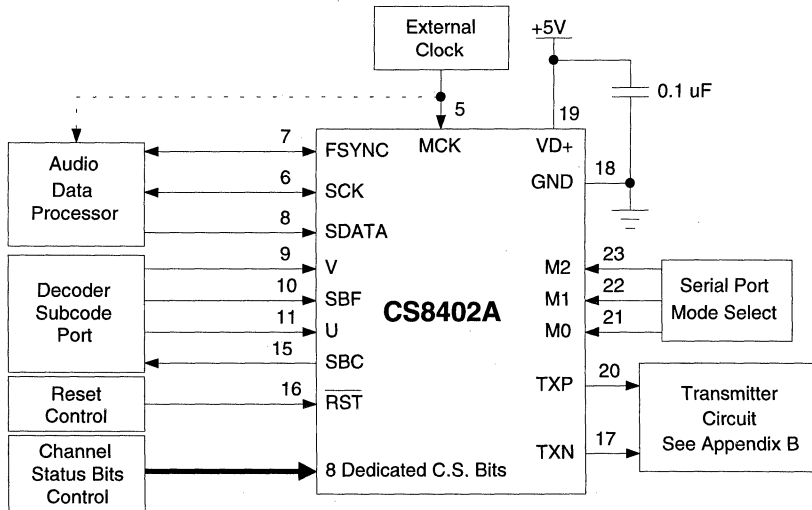 External
Clock
+5V
0.1 uF
5
19
7
FSYNC
MCK
VD+
Audio
Data
Processor
6
SCK
GND
18
8
SDATA
9
V
M2
23
Decoder
Subcode
Port
10
SBF
M1
22
Serial Port
Mode Select
11
U
CS8402A
M0
21
15
SBC
Reset
Control
16
RST
TXP
20
Transmitter
Circuit
See Appendix B
TXN
17
Channel
Status Bits
Control
8 Dedicated C.S. Bits